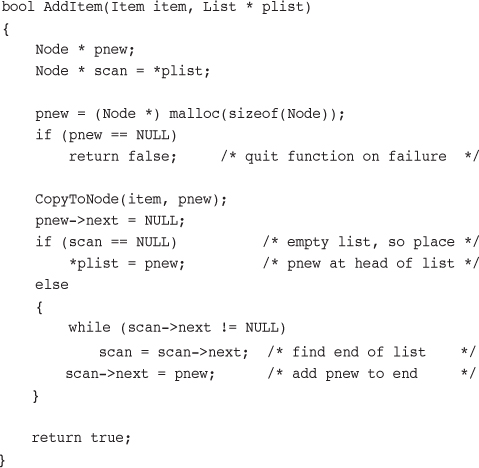 bool AddItem(Item item, List * plist)
{
    Node * pnew;
    Node * scan = *plist;

    pnew = (Node *) malloc(sizeof(Node));
    if (pnew == NULL)
        return false;     /* quit function on failure  */

    CopyToNode(item, pnew);
    pnew->next = NULL;
    if (scan == NULL)          /* empty list, so place */
        *plist = pnew;         /* pnew at head of list */
    else
    {
        while (scan->next != NULL)
            scan = scan->next;  /* find end of list    */
        scan->next = pnew;      /* add pnew to end     */
    }

    return true;
}